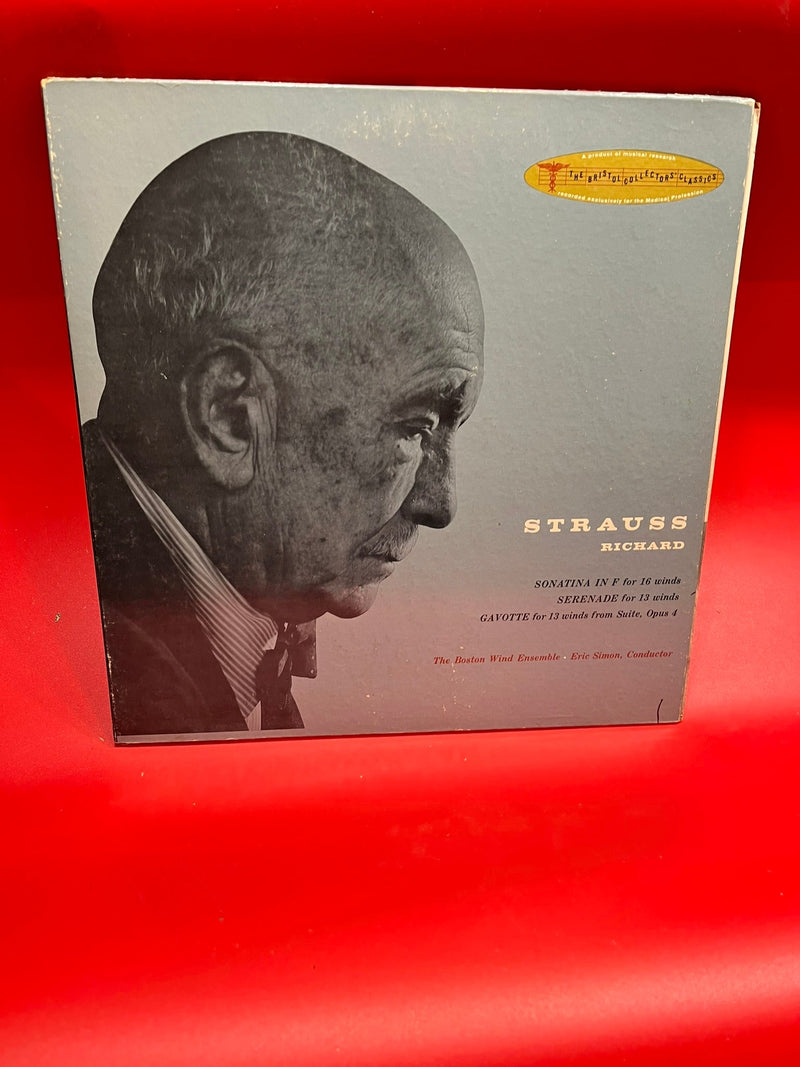 A product of musical research
THE BRISTOL COLLECTORS' CLASSICS
recorded exclusively for the Medical Profession
STRAUSS
RICHARD
SONATINA IN F for 16 winds
SERENADE for 13 winds
GAVOTTE for 13 winds from Suite, Opus 4
The Boston Wind Ensemble · Eric Simon, Conductor